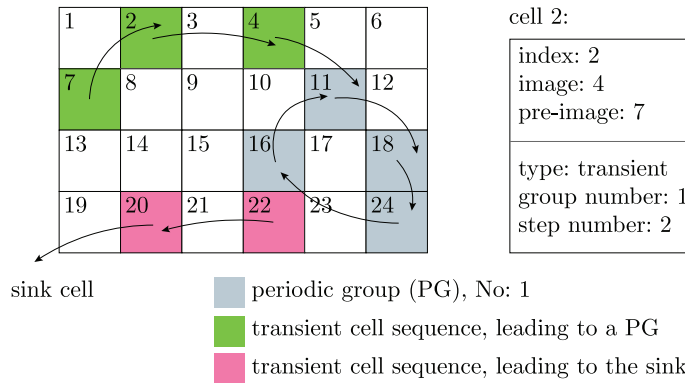 1 2 3 4 5 6
7 8 9 10 11 12
13 14 15 16 17 18
19 20 21 22 23 24
sink cell
cell 2:
index: 2
image: 4
pre-image: 7
type: transient
group number: 1
step number: 2
periodic group (PG), No: 1
transient cell sequence, leading to a PG
transient cell sequence, leading to the sink